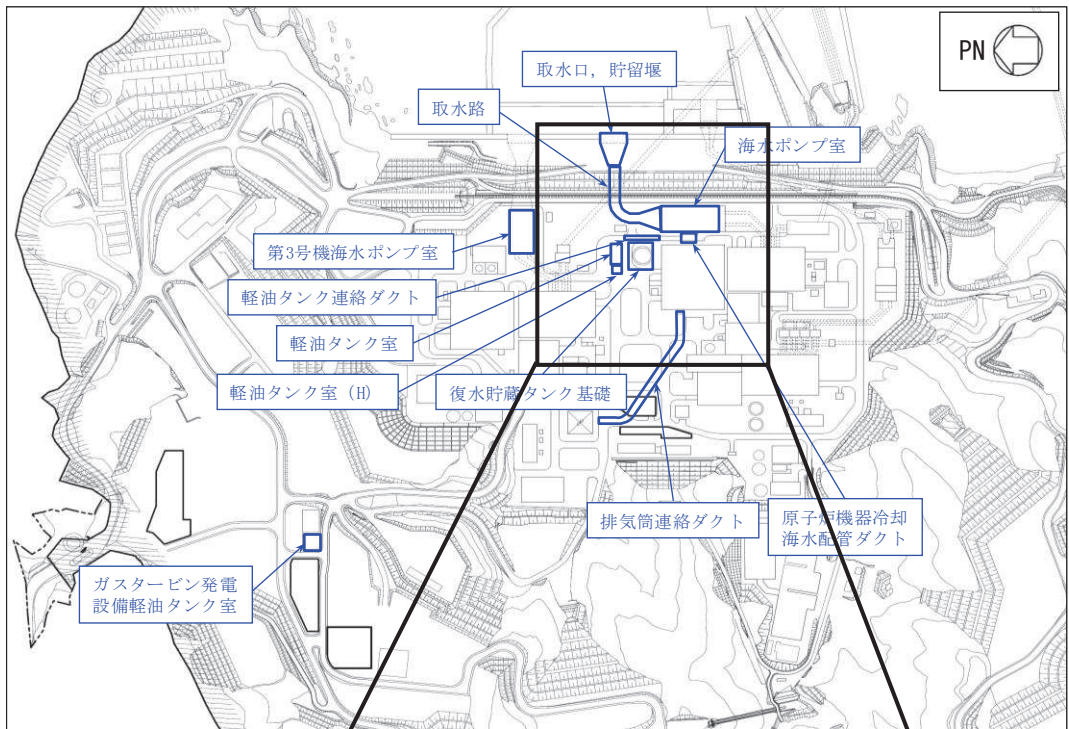 PN
取水口，貯留堰
取水路
海水ポンプ室
第3号機海水ポンプ室
軽油タンク連絡ダクト
軽油タンク室
軽油タンク室（H）
復水貯蔵タンク基礎
排気筒連絡ダクト
原子炉機器冷却
海水配管ダクト
ガスタービン発電
設備軽油タンク室